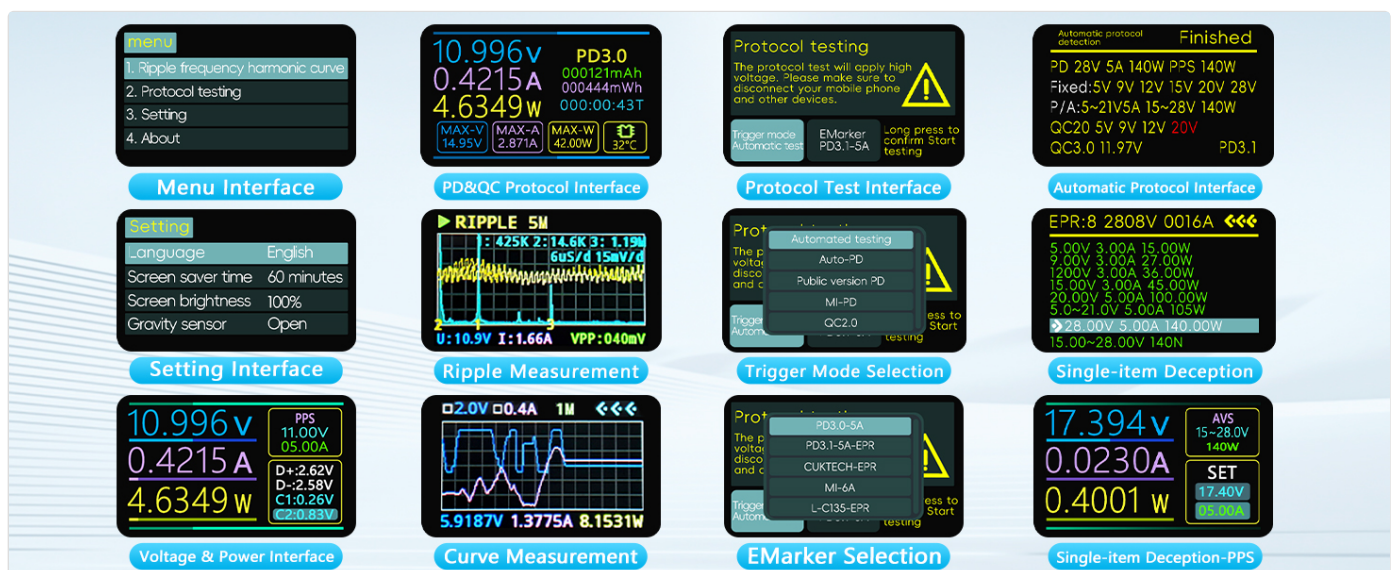 menu
1. Ripple frequency harmonic curve
2. Protocol testing
3. Setting
4. About
Menu Interface
10.996V
0.4215A
4.6349W
PD3.0
000121mAh
000444mWh
000:00:43T
MAX-V
14.95V
MAX-A
2.871A
MAX-W
42.00W
32°C
PD&QC Protocol Interface
Protocol testing
The protocol test will apply high
voltage. Please make sure to
disconnect your mobile phone
and other devices.
Trigger mode
Automatic test
EMarker
PD3.1-5A
Long press to
confirm Start
testing
Protocol Test Interface
Automatic protocol
detection
Finished
PD 28V 5A 140W PPS 140W
Fixed:5V 9V 12V 15V 20V 28V
P/A:5~21V5A 15~28V 140W
QC20 5V 9V 12V 20V
QC3.0 11.97V PD3.1
Automatic Protocol Interface
Setting
Language English
Screen saver time 60 minutes
Screen brightness 100%
Gravity sensor Open
Setting Interface
RIPPLE 5M
1: 425K 2:14.6K 3: 1.19M
6uS/d 15mV/d
2 1 3
U:10.9V I:1.66A VPP:040mV
Ripple Measurement
Automated testing
Auto-PD
Public version PD
MI-PD
QC2.0
Trigger Mode Selection
EPR:8 2808V 0016A
5.00V 3.00A 15.00W
9.00V 3.00A 27.00W
1200V 3.00A 36.00W
15.00V 3.00A 45.00W
20.00V 5.00A 100.00W
5.0~21.0V 5.00A 105W
28.00V 5.00A 140.00W
15.00~28.00V 140N
Single-item Deception
10.996V
0.4215A
4.6349W
PPS
11.00V
05.00A
D+:2.62V
D-:2.58V
C1:0.26V
C2:0.83V
Voltage & Power Interface
2.0V 0.4A 1M
5.9187V 1.3775A 8.1531W
Curve Measurement
PD3.0-5A
PD3.1-5A-EPR
CUKTECH-EPR
MI-6A
L-C135-EPR
EMarker Selection
17.394V
0.0230A
0.4001 W
AVS
15~28.0V
140W
SET
17.40V
05.00A
Single-item Deception-PPS